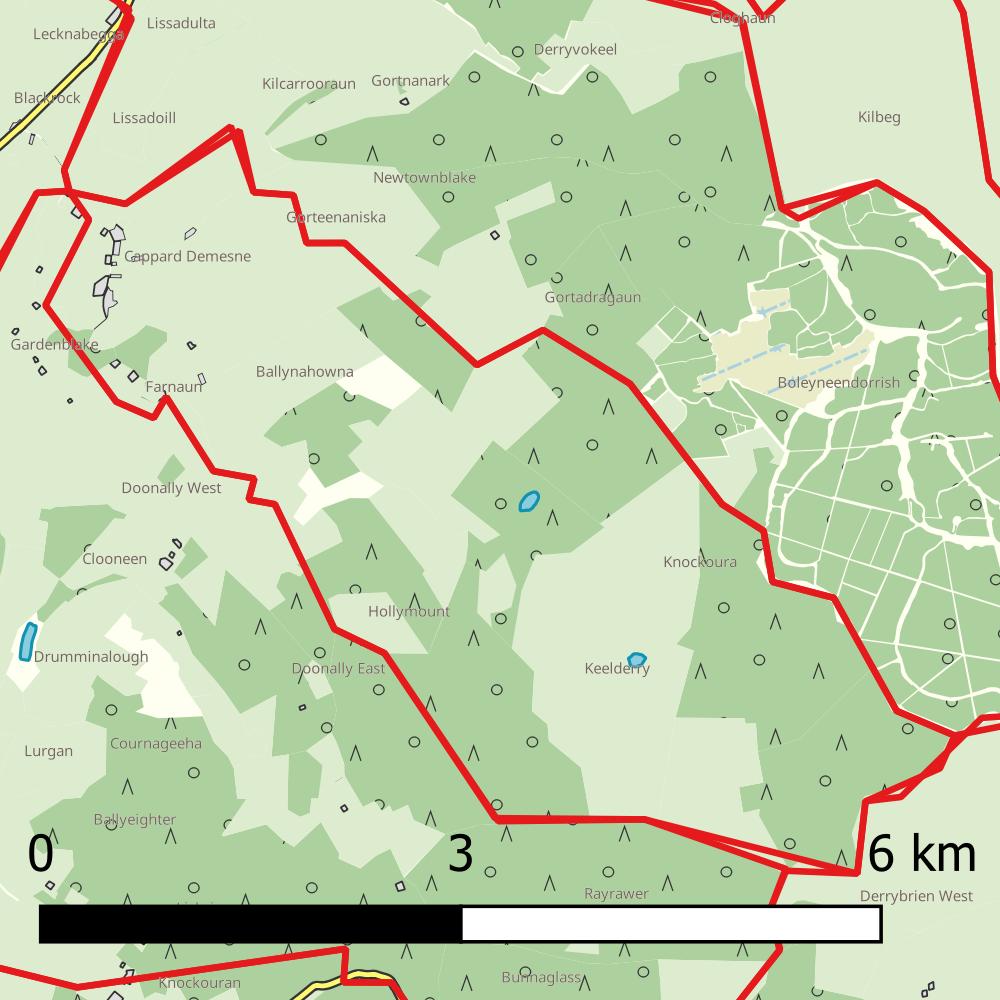 Cloghaun
Lissadulta
Lecknabegga
Derryvokeel
Kilcarrooraun
Gortnanark
Blackrock
Lissadoill
Kilbeg
Newtownblake
Gorteenaniska
Cappard Demesne
Gortadragaun
Gardenblake
Ballynahowna
Farnaun
Boleyneendorrish
Doonally West
Clooneen
Knockoura
Hollymount
Drumminalough
Doonally East
Keelderry
Lurgan
Cournageeha
Ballyeighter
0
3
6 km
Rayrawer
Derrybrien West
Knockouran
Bunnaglass